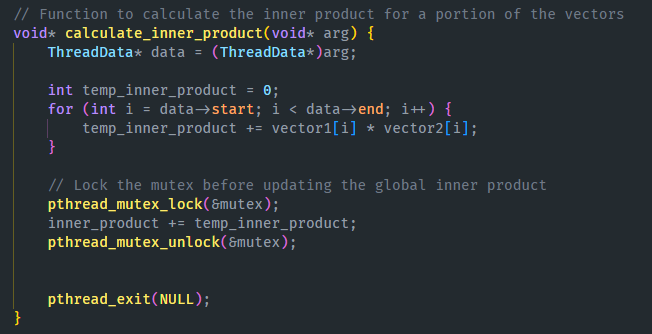 // Function to calculate the inner product for a portion of the vectors
void* calculate_inner_product(void* arg) {
    ThreadData* data = (ThreadData*)arg;
    int temp_inner_product = 0;
    for (int i = data->start; i < data->end; i++) {
        temp_inner_product += vector1[i] * vector2[i];
    }
    // Lock the mutex before updating the global inner product
    pthread_mutex_lock(&mutex);
    inner_product += temp_inner_product;
    pthread_mutex_unlock(&mutex);
    pthread_exit(NULL);
}